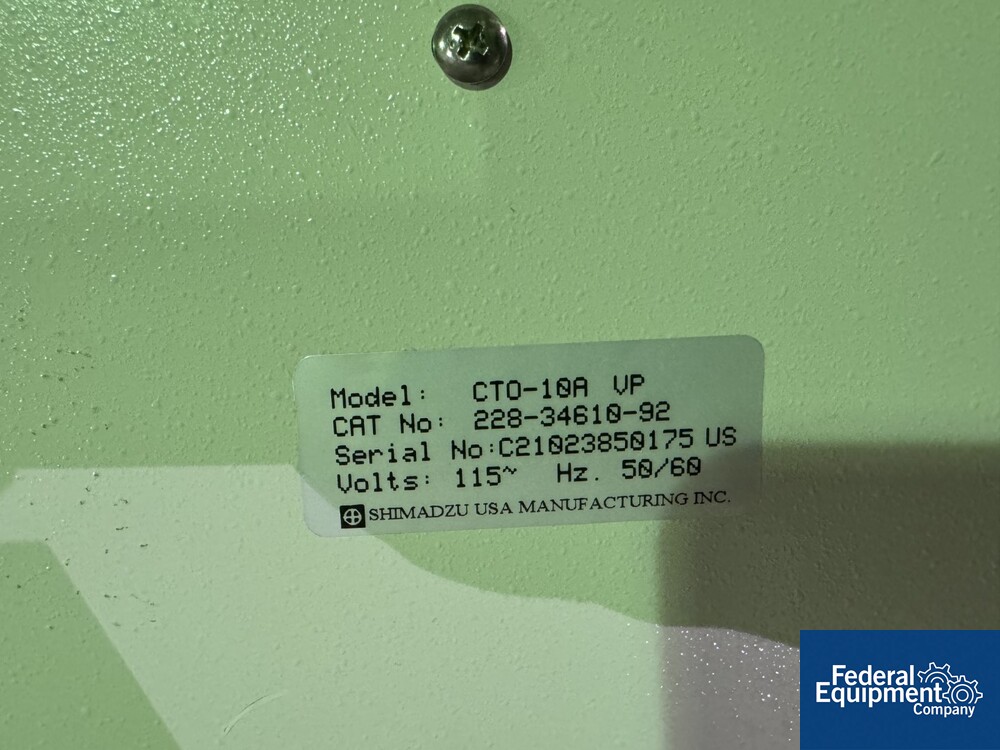 Model: CTO-10A VP
CAT No: 228-34610-92
Serial No:C21023850175 US
Volts: 115~ Hz. 50/60
SHIMADZU USA MANUFACTURING INC.
Federal
Equipment
Company